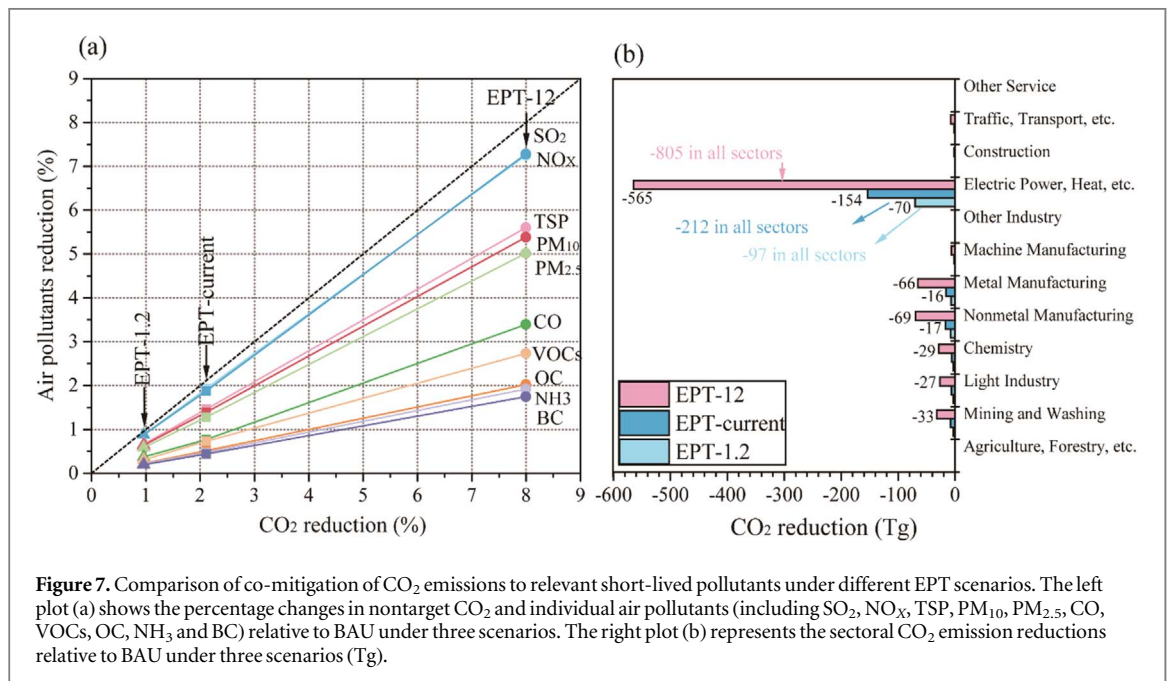 (a)
9
8
7
6
5
4
3
2
1
0
Air pollutants reduction (%)
EPT-12
SO2
NOX
TSP
PM10
PM2.5
CO
VOCs
OC
NH3
BC
EPT-current
EPT-1.2
0 1 2 3 4 5 6 7 8 9
CO2 reduction (%)
(b)
Other Service
Traffic, Transport, etc.
Construction
-805 in all sectors
Electric Power, Heat, etc.
-565
-154
-70
Other Industry
-212 in all sectors
-97 in all sectors
Machine Manufacturing
Metal Manufacturing
-66
-16
Nonmetal Manufacturing
-69
-17
Chemistry
-29
Light Industry
-27
Mining and Washing
-33
Agriculture, Forestry, etc.
EPT-12
EPT-current
EPT-1.2
-600 -500 -400 -300 -200 -100 0
CO2 reduction (Tg)
Figure 7. Comparison of co-mitigation of CO2 emissions to relevant short-lived pollutants under different EPT scenarios. The left
plot (a) shows the percentage changes in nontarget CO2 and individual air pollutants (including SO2, NOX, TSP, PM10, PM2.5, CO,
VOCs, OC, NH3 and BC) relative to BAU under three scenarios. The right plot (b) represents the sectoral CO2 emission reductions
relative to BAU under three scenarios (Tg).